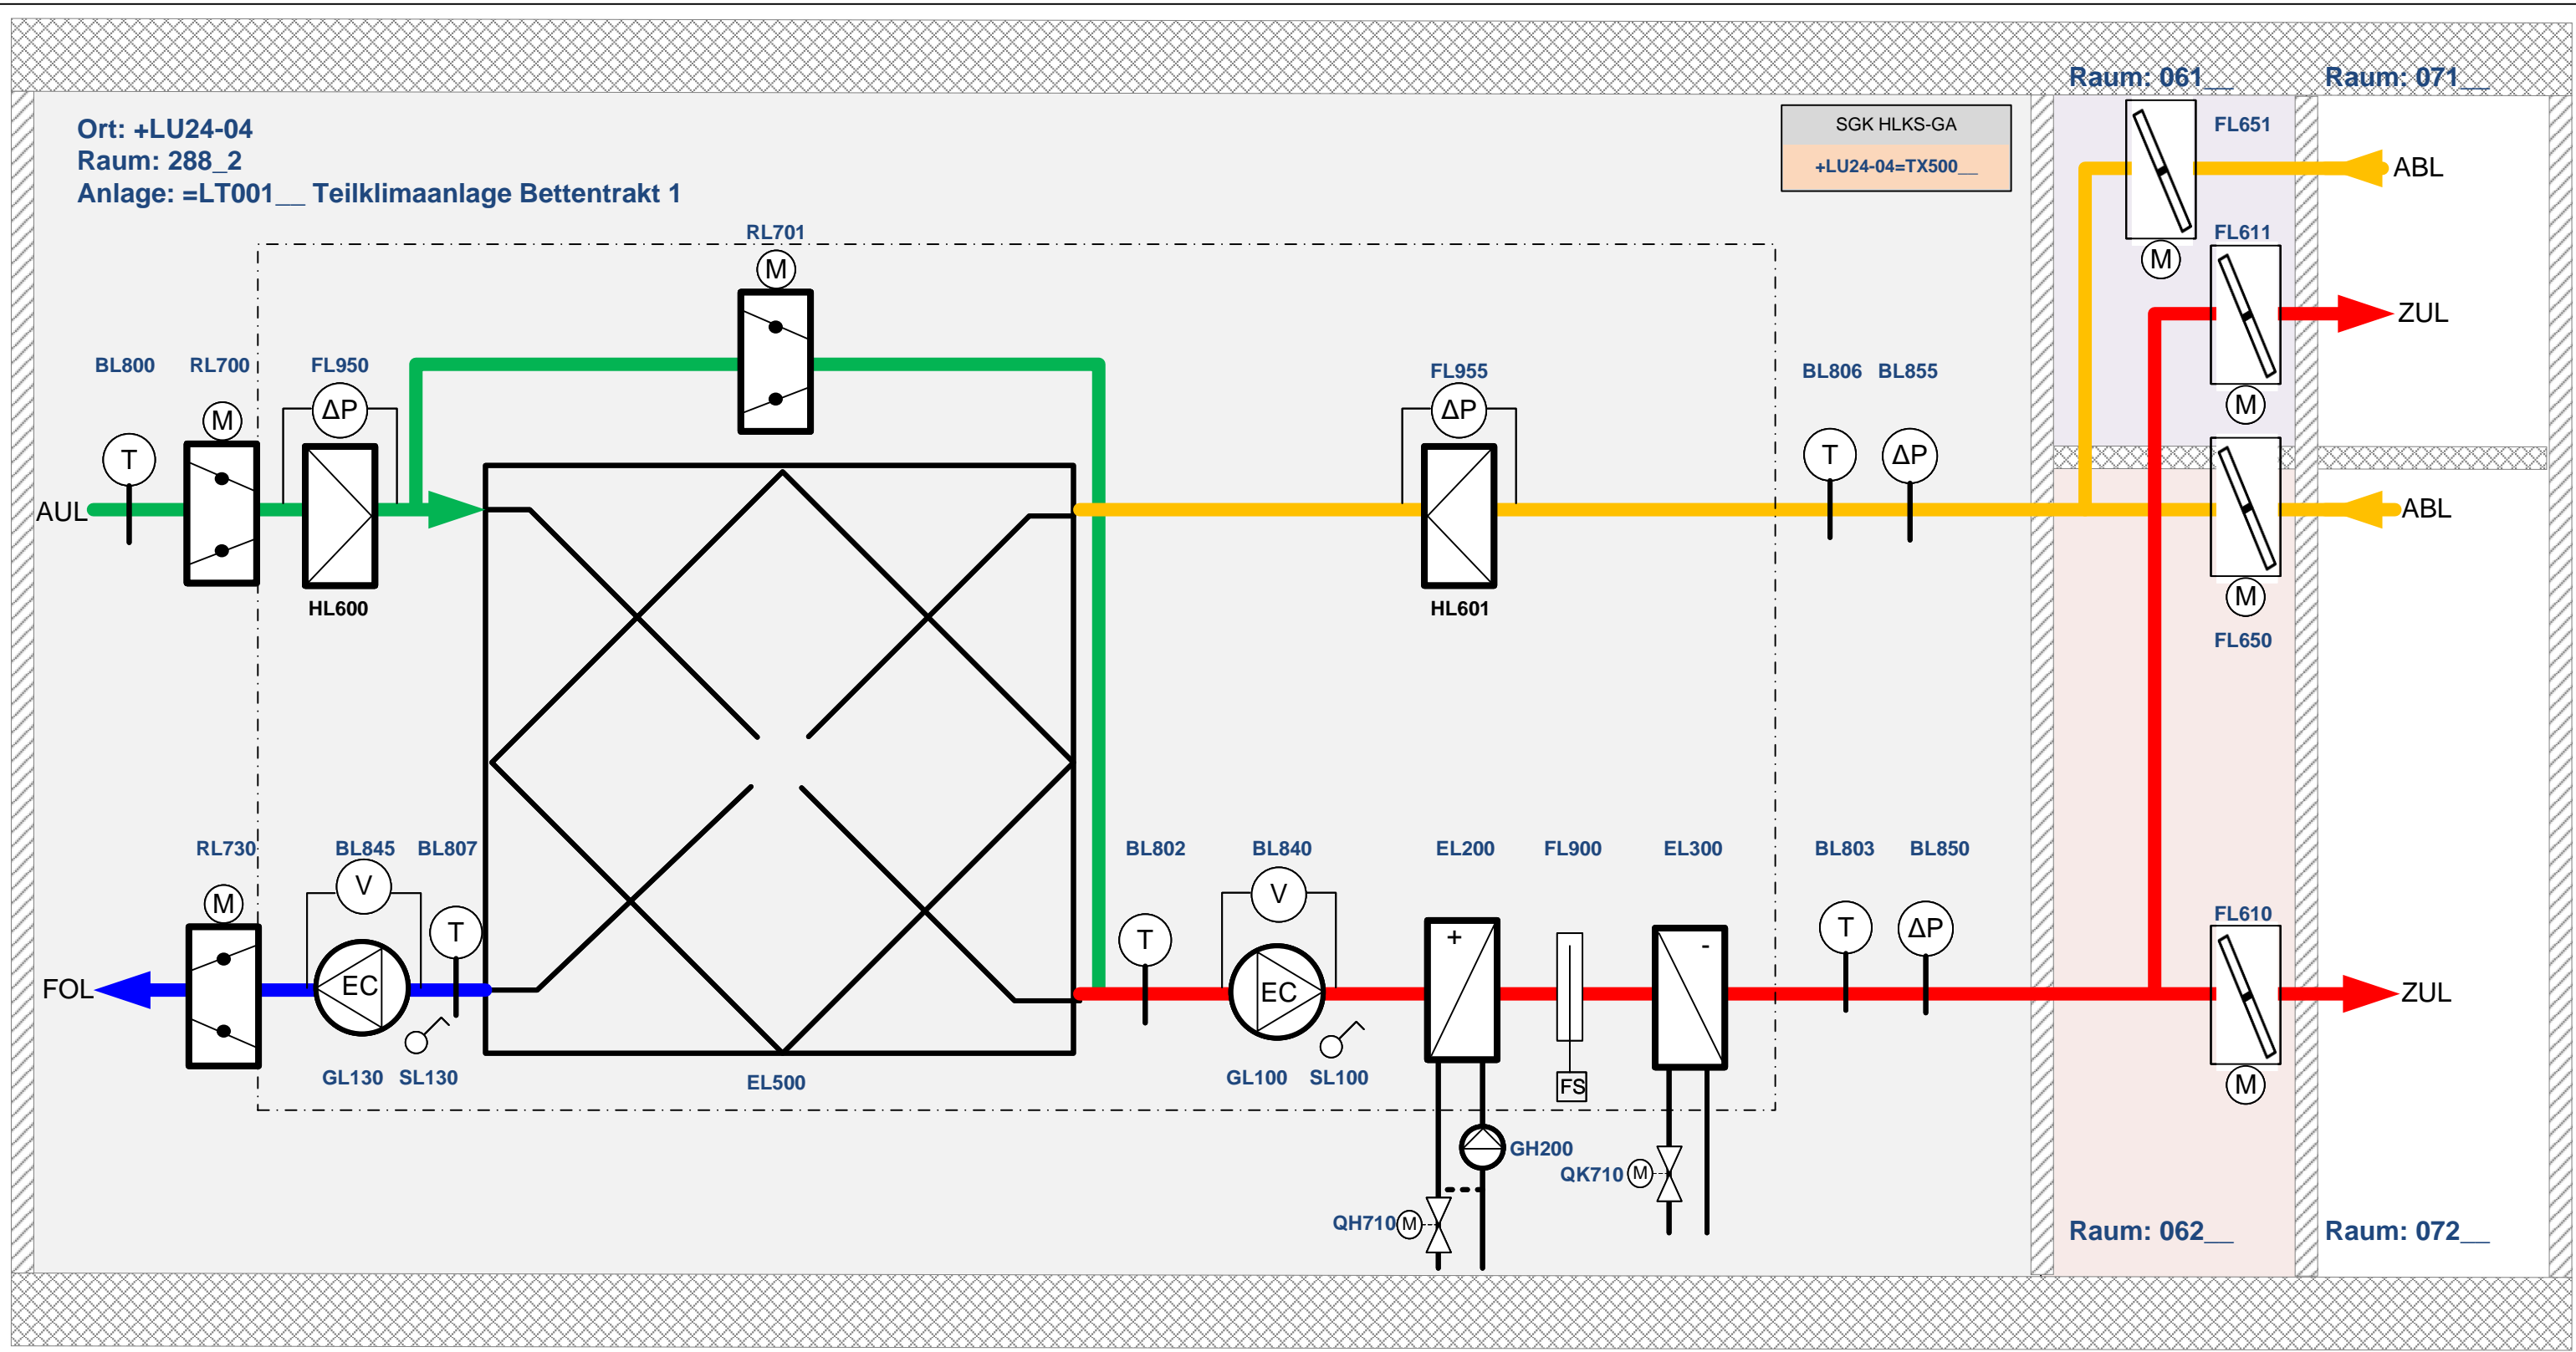 Raum: 061__
Raum: 071__
Ort: +LU24-04
Raum: 288_2
Anlage: =LT001__ Teilklimaanlage Bettentrakt 1
SGK HLKS-GA
+LU24-04=TX500__
FL651
ABL
M
RL701
M
FL611
ZUL
M
BL800
RL700
FL950
FL955
BL806
BL855
M
ΔP
ΔP
T
T
ΔP
AUL
ABL
HL600
HL601
M
FL650
RL730
BL845
BL807
BL802
BL840
EL200
FL900
EL300
BL803
BL850
M
V
T
T
V
+
-
T
ΔP
FL610
FOL
EC
EC
ZUL
GL130
SL130
EL500
GL100
SL100
FS
M
GH200
QK710
M
QH710
M
Raum: 062__
Raum: 072__